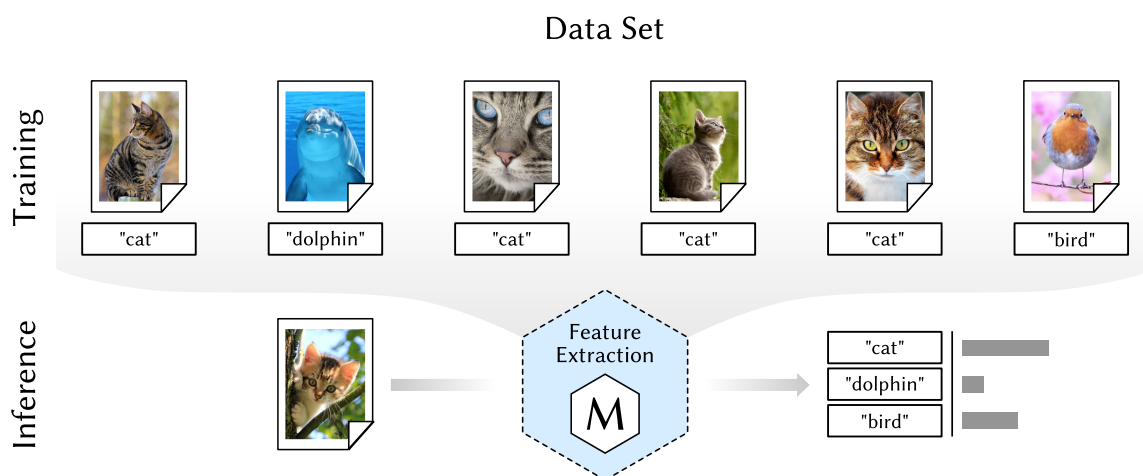 Data Set
Training
"cat"
"dolphin"
"cat"
"cat"
"cat"
"bird"
Inference
Feature
Extraction
M
"cat"
"dolphin"
"bird"